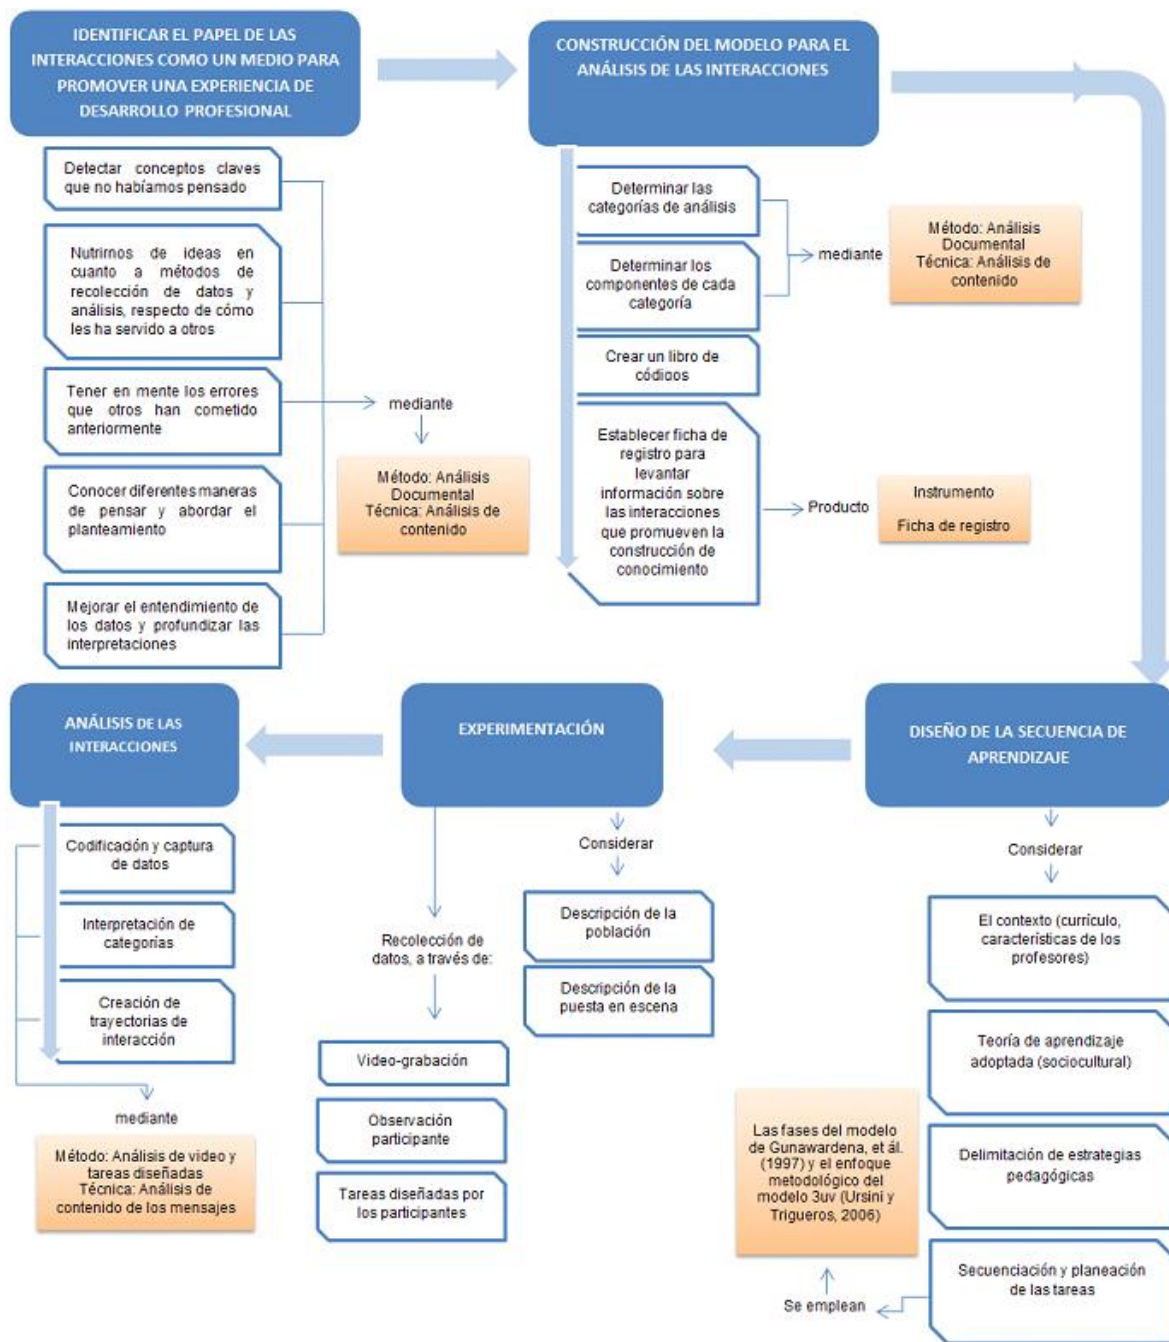 IDENTIFICAR EL PAPEL DE LAS
INTERACCIONES COMO UN MEDIO PARA
PROMOVER UNA EXPERIENCIA DE
DESARROLLO PROFESIONAL
Detectar conceptos claves
que no habíamos pensado
Nutrirnos de ideas en
cuanto a métodos de
recolección de datos y
análisis, respecto de cómo
les ha servido a otros
Tener en mente los errores
que otros han cometido
anteriormente
Conocer diferentes maneras
de pensar y abordar el
planteamiento
Mejorar el entendimiento de
los datos y profundizar las
interpretaciones
mediante
Método: Análisis
Documental
Técnica: Análisis de
contenido
CONSTRUCCIÓN DEL MODELO PARA EL
ANÁLISIS DE LAS INTERACCIONES
Determinar las
categorías de análisis
Determinar los
componentes de cada
categoría
Crear un libro de
códigos
Establecer ficha de
registro para
levantar
información sobre
las interacciones
que promueven la
construcción de
conocimiento
mediante
Método: Análisis
Documental
Técnica: Análisis de
contenido
Producto
Instrumento
Ficha de registro
DISEÑO DE LA SECUENCIA DE
APRENDIZAJE
Considerar
El contexto (currículo,
características de los
profesores)
Teoría de aprendizaje
adoptada (sociocultural)
Delimitación de estrategias
pedagógicas
Secuenciación y planeación
de las tareas
Se emplean
Las fases del modelo
de Gunawardena, et ál.
(1997) y el enfoque
metodológico del
modelo 3uv (Ursini y
Trigueros, 2006)
EXPERIMENTACIÓN
Considerar
Descripción de la
población
Descripción de la
puesta en escena
Recolección de
datos, a través de:
Video-grabación
Observación
participante
Tareas diseñadas por
los participantes
ANÁLISIS DE LAS
INTERACCIONES
Codificación y captura
de datos
Interpretación de
categorías
Creación de
trayectorias de
interacción
mediante
Método: Análisis de video y
tareas diseñadas
Técnica: Análisis de
contenido de los mensajes